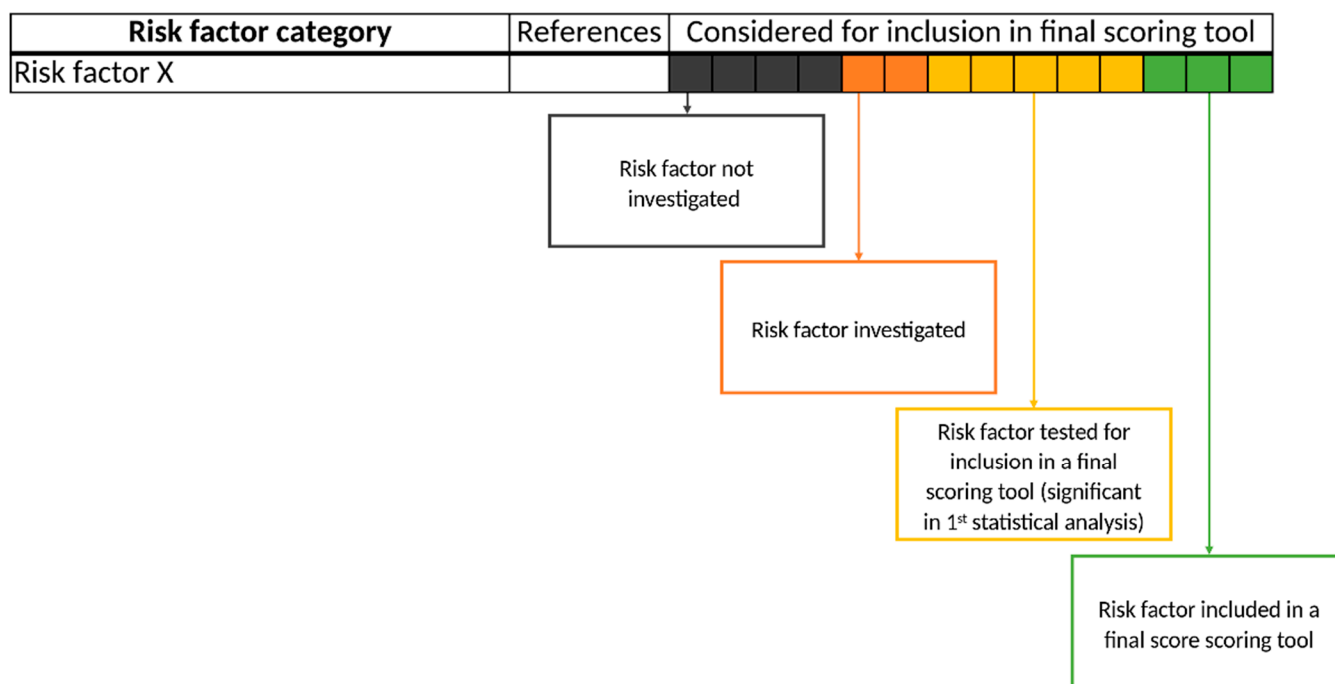 Risk factor category References Considered for inclusion in final scoring tool
Risk factor X
Risk factor not
investigated
Risk factor investigated
Risk factor tested for
inclusion in a final
scoring tool (significant
in 1st statistical analysis)
Risk factor included in a
final score scoring tool